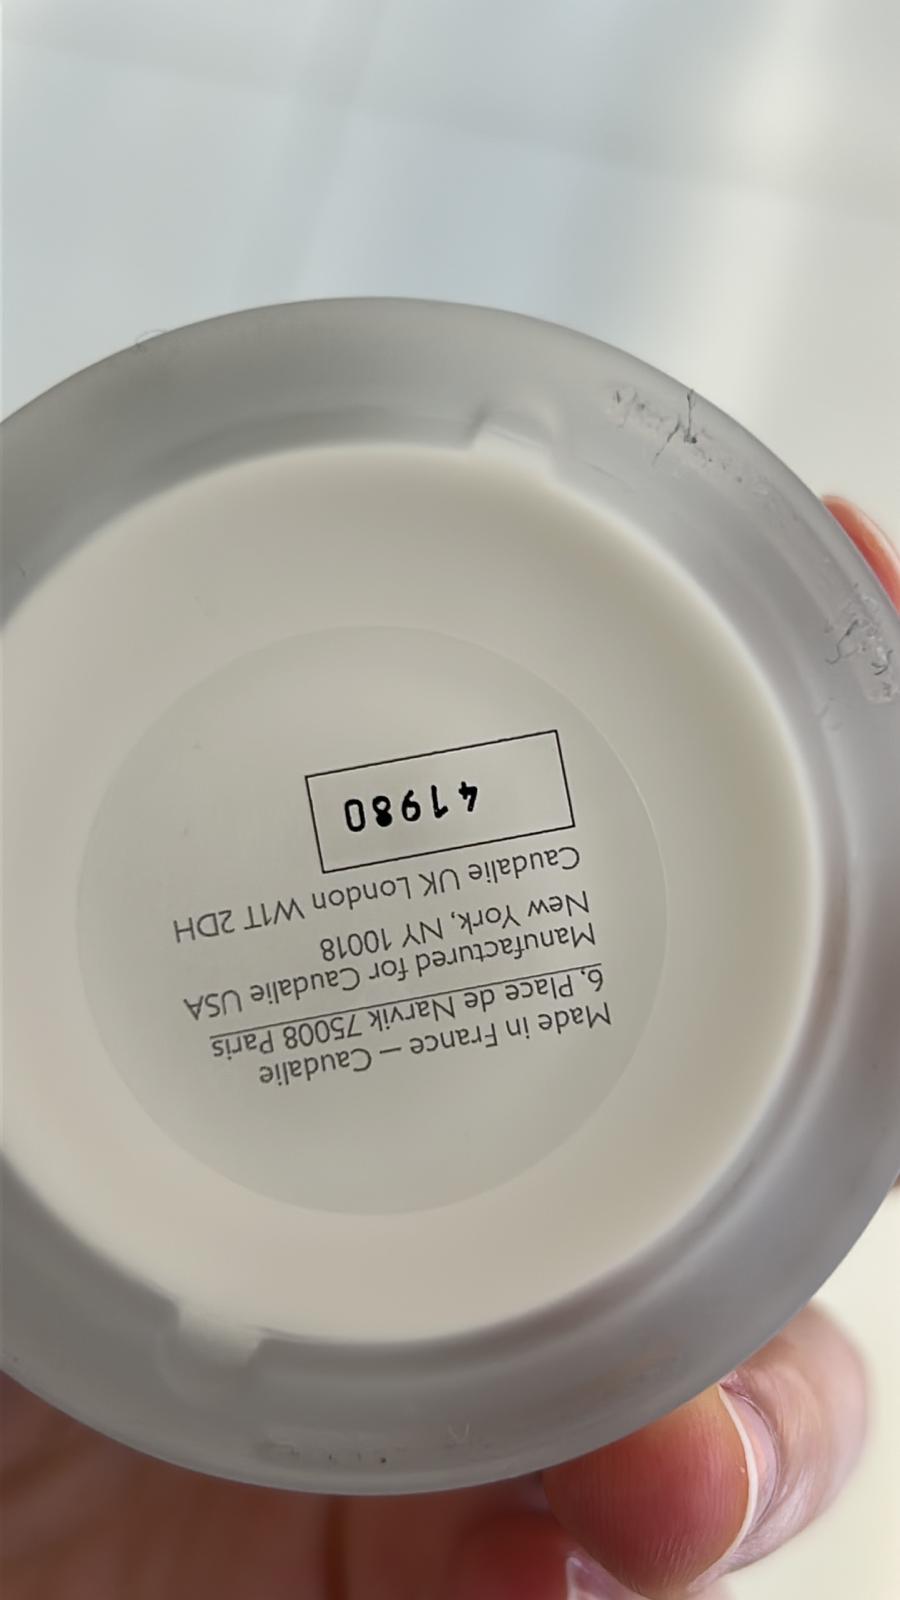 Made in France – Caudalie
6, Place de Narvik 75008 Paris
Manufactured for Caudalie USA
New York, NY 10018
Caudalie UK London W1T 2DH
41980